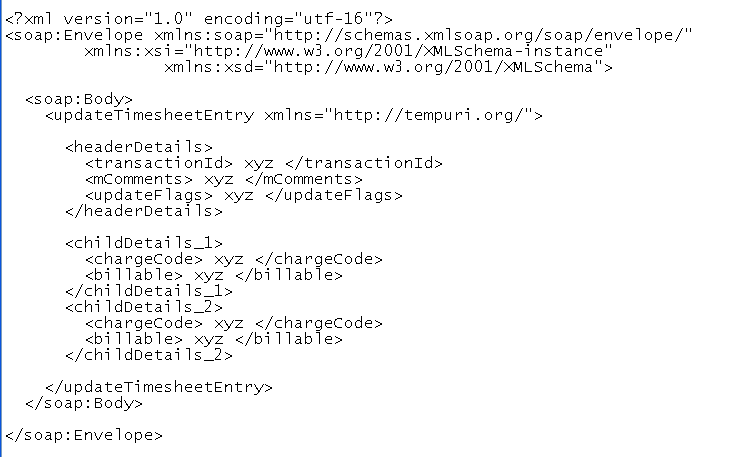 <?xml version="1.0" encoding="utf-16"?>
<soap:Envelope xmlns:soap="http://schemas.xmlsoap.org/soap/envelope/"
xmlns:xsi="http://www.w3.org/2001/XMLSchema-instance"
xmlns:xsd="http://www.w3.org/2001/XMLSchema">
<soap:Body>
<updateTimesheetEntry xmlns="http://tempuri.org/">
<headerDetails>
<transactionId> xyz </transactionId>
<mComments> xyz </mComments>
<updateFlags> xyz </updateFlags>
</headerDetails>
<childDetails_1>
<chargeCode> xyz </chargeCode>
<billable> xyz </billable>
</childDetails_1>
<childDetails_2>
<chargeCode> xyz </chargeCode>
<billable> xyz </billable>
</childDetails_2>
</updateTimesheetEntry>
</soap:Body>
</soap:Envelope>